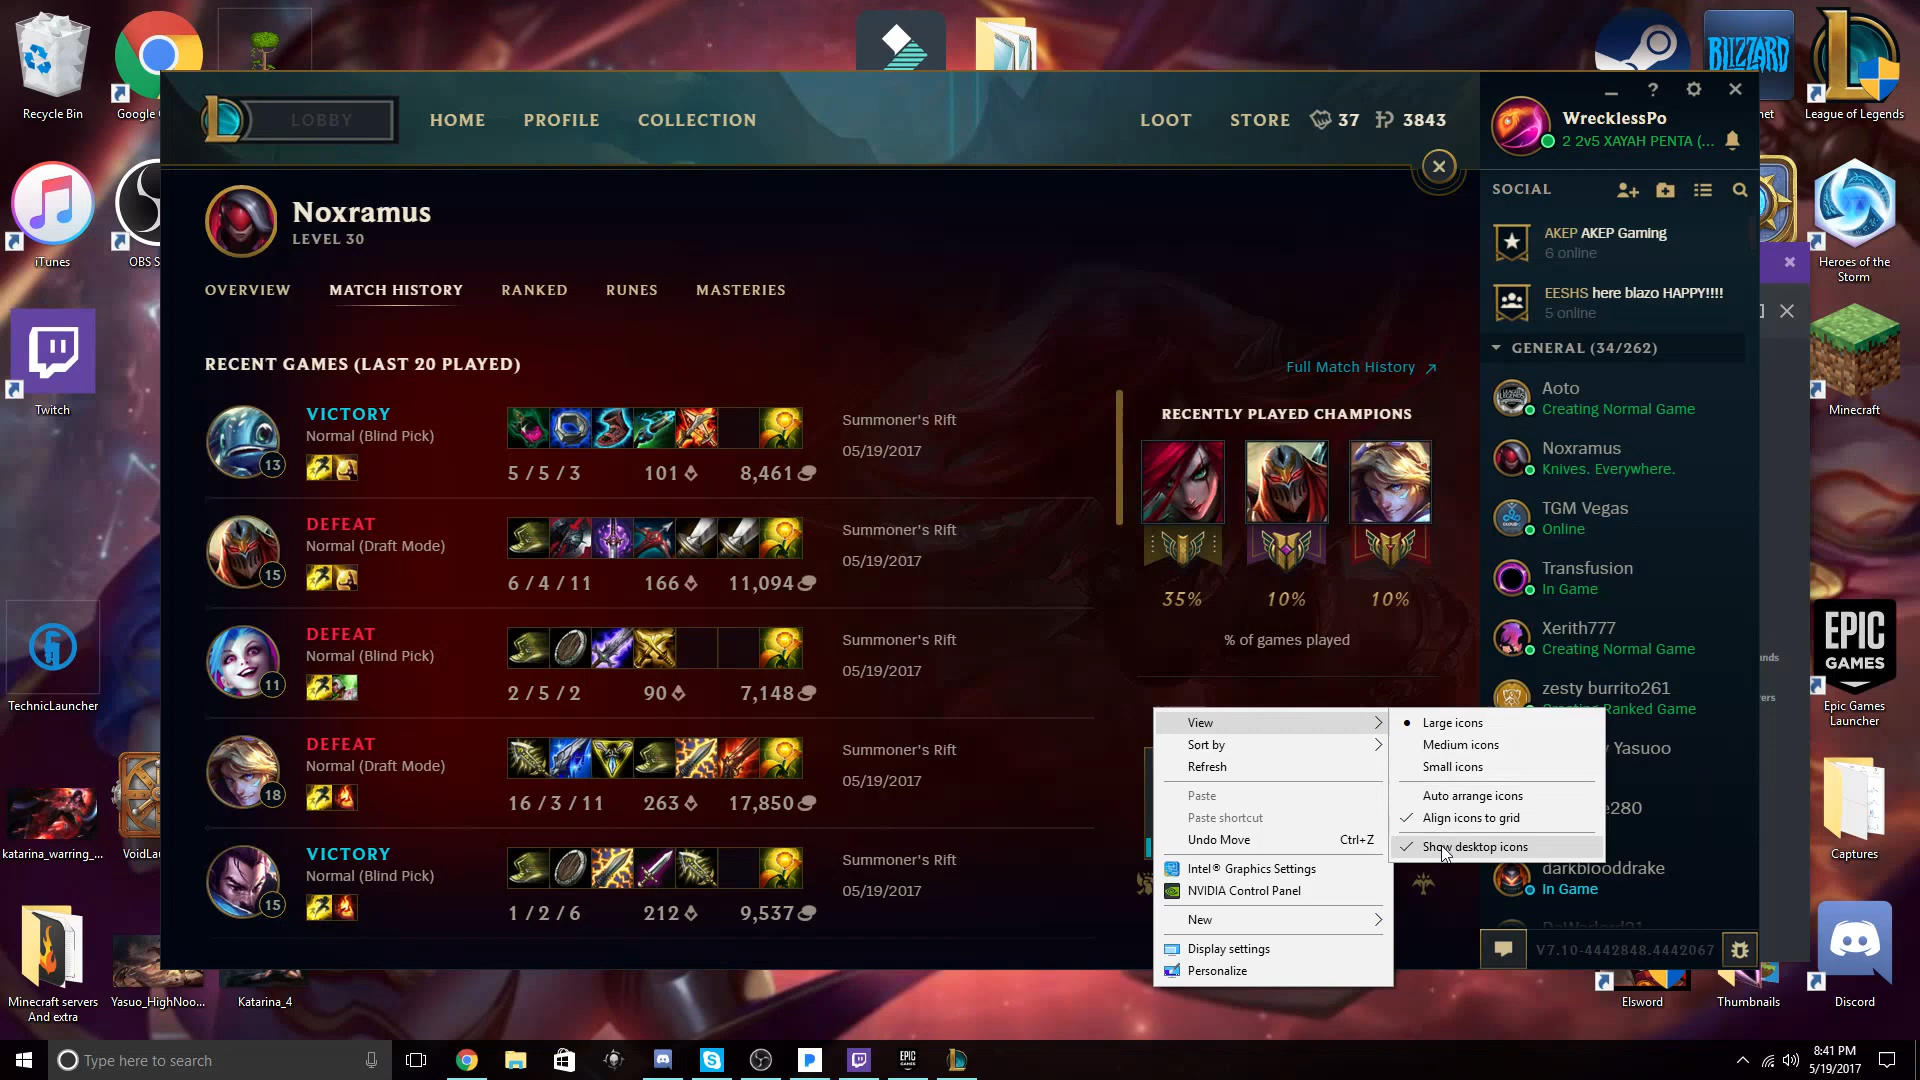 Recycle Bin
Google
iTunes
OBS S
Twitch
TechnicLauncher
katarina_warring_...
VoidLau
Minecraft servers
And extra
Yasuo_HighNoo...
Katarina_4
BLIZZARD
net
League of Legends
Heroes of the
Storm
Minecraft
EPIC
GAMES
Epic Games
Launcher
Captures
Elsword
Thumbnails
Discord
LOBBY
HOME
PROFILE
COLLECTION
LOOT
STORE
37
3843
WrecklessPo
2 2v5 XAYAH PENTA (...
Noxramus
LEVEL 30
OVERVIEW
MATCH HISTORY
RANKED
RUNES
MASTERIES
RECENT GAMES (LAST 20 PLAYED)
Full Match History
VICTORY
Normal (Blind Pick)
13
5 / 5 / 3
101
8,461
Summoner's Rift
05/19/2017
DEFEAT
Normal (Draft Mode)
15
6 / 4 / 11
166
11,094
Summoner's Rift
05/19/2017
DEFEAT
Normal (Blind Pick)
11
2 / 5 / 2
90
7,148
Summoner's Rift
05/19/2017
DEFEAT
Normal (Draft Mode)
18
16 / 3 / 11
263
17,850
Summoner's Rift
05/19/2017
VICTORY
Normal (Blind Pick)
15
1 / 2 / 6
212
9,537
Summoner's Rift
05/19/2017
RECENTLY PLAYED CHAMPIONS
35%
10%
10%
% of games played
SOCIAL
AKEP AKEP Gaming
6 online
EESHS here blazo HAPPY!!!!
5 online
GENERAL (34/262)
Aoto
Creating Normal Game
Noxramus
Knives. Everywhere.
TGM Vegas
Online
Transfusion
In Game
Xerith777
Creating Normal Game
zesty burrito261
Creating Ranked Game
Yasuoo
e280
darkblooddrake
In Game
V7.10-4442848.4442067
View
Sort by
Refresh
Paste
Paste shortcut
Undo Move Ctrl+Z
Intel® Graphics Settings
NVIDIA Control Panel
New
Display settings
Personalize
Large icons
Medium icons
Small icons
Auto arrange icons
Align icons to grid
Show desktop icons
Type here to search
EPIC
GAMES
8:41 PM
5/19/2017